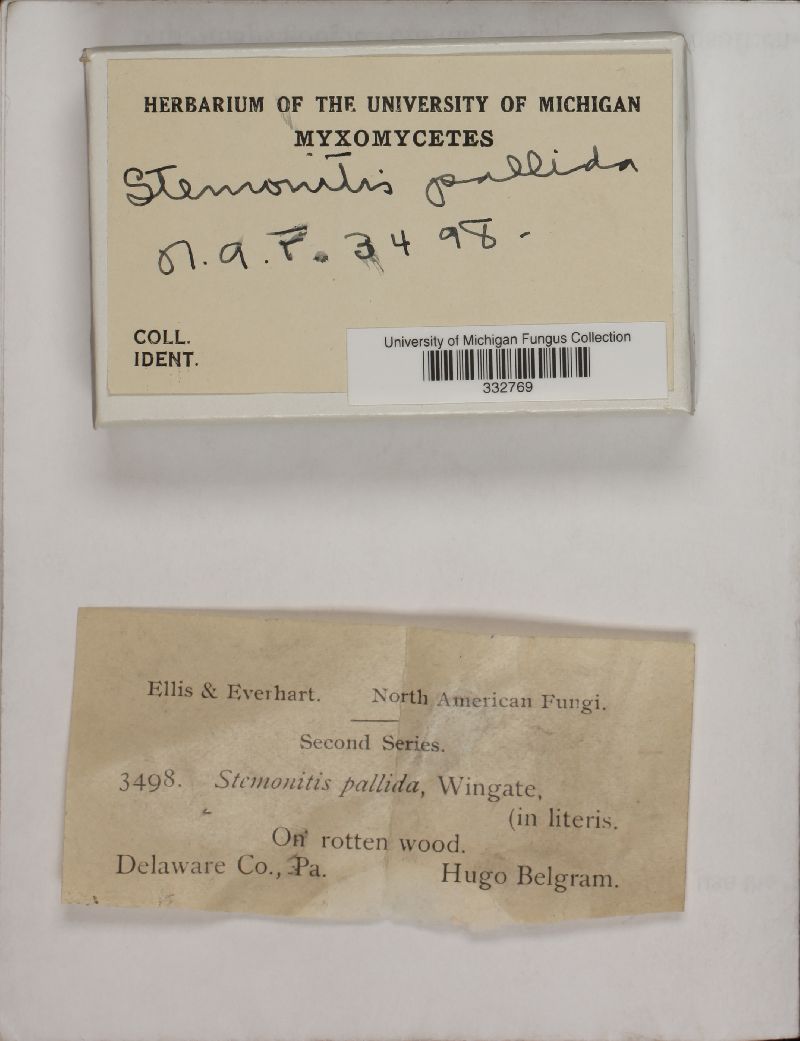 HERBARIUM OF THE UNIVERSITY OF MICHIGAN
MYXOMYCETES
Stemonitis pallida
N.A.F. 3498.
COLL.
IDENT.
University of Michigan Fungus Collection
332769
Ellis & Everhart. North American Fungi.
Second Series.
3498. Stemonitis pallida, Wingate,
(in literis.
On rotten wood.
Delaware Co., Pa. Hugo Belgram.